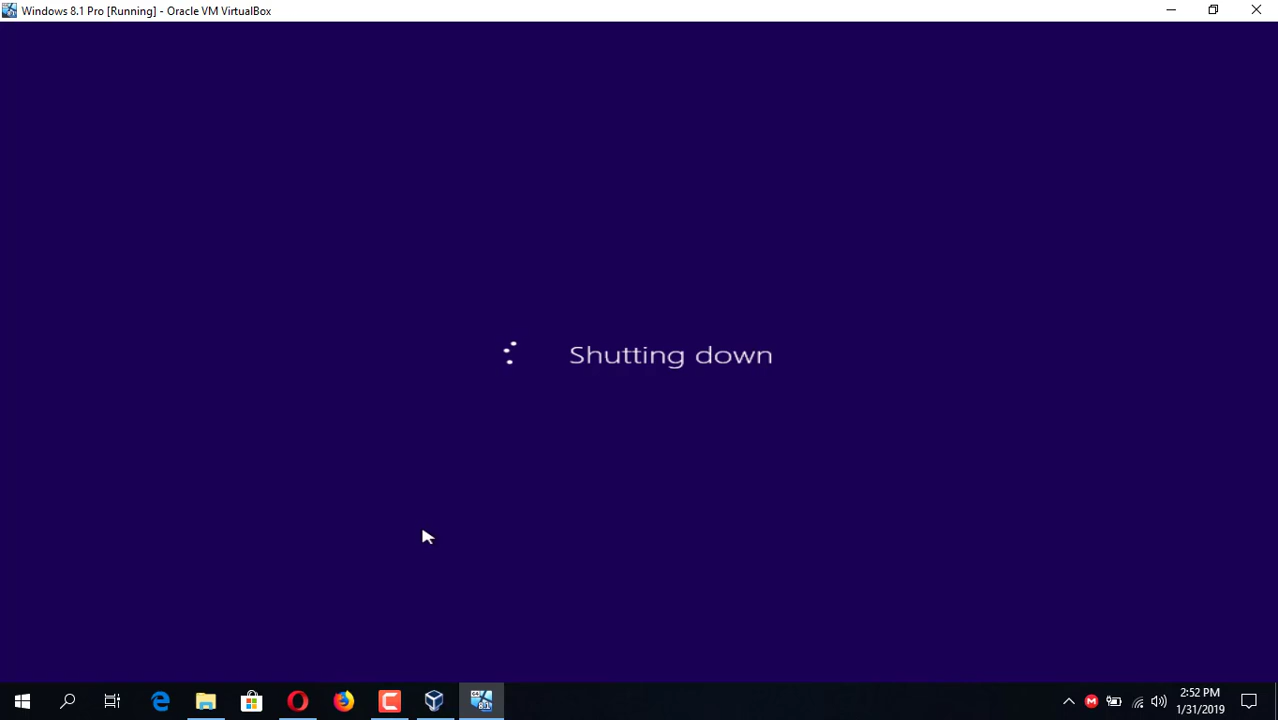 Windows 8.1 Pro [Running] - Oracle VM VirtualBox
Shutting down
2:52 PM
1/31/2019